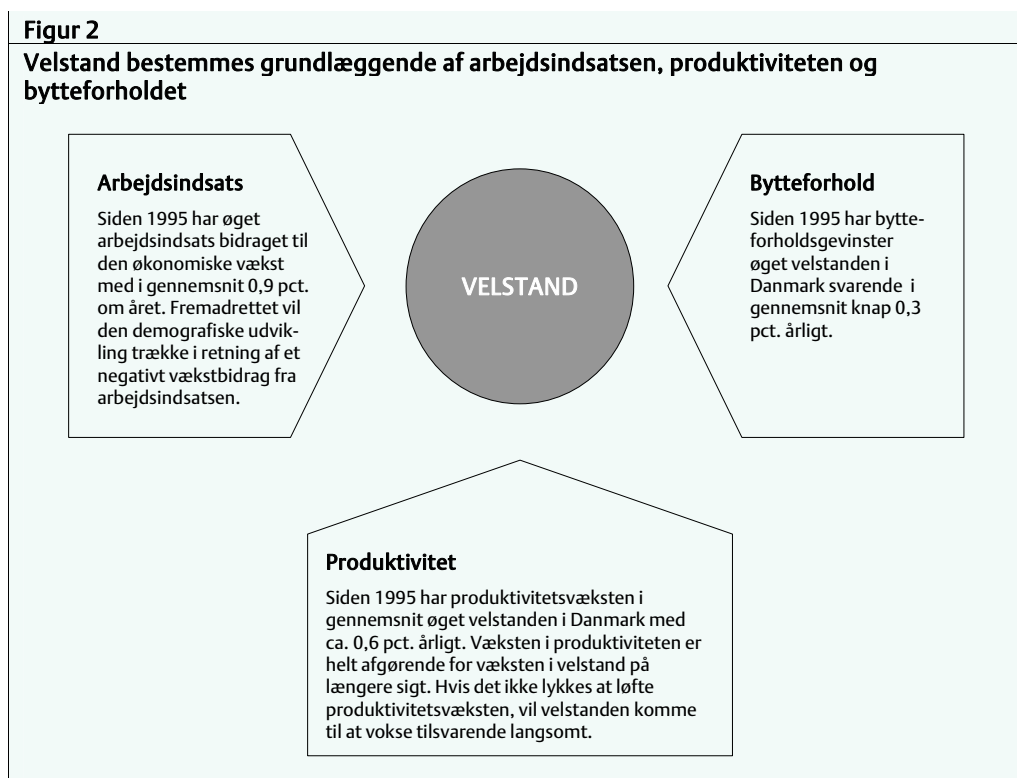 Figur 2
Velstand bestemmes grundlæggende af arbejdsindsatsen, produktiviteten og
bytteforholdet
Arbejdsindsats
Siden 1995 har øget
arbejdsindsats bidraget til
den økonomiske vækst
med i gennemsnit 0,9 pct.
om året. Fremadrettet vil
den demografiske udvik-
ling trække i retning af et
negativt vækstbidrag fra
arbejdsindsatsen.
VELSTAND
Bytteforhold
Siden 1995 har bytte-
forholdsgevinster
øget velstanden i
Danmark svarende i
gennemsnit knap 0,3
pct. årligt.
Produktivitet
Siden 1995 har produktivitetsvæksten i
gennemsnit øget velstanden i Danmark med
ca. 0,6 pct. årligt. Væksten i produktiviteten er
helt afgørende for væksten i velstand på
længere sigt. Hvis det ikke lykkes at løfte
produktivitetsvæksten, vil velstanden komme
til at vokse tilsvarende langsomt.